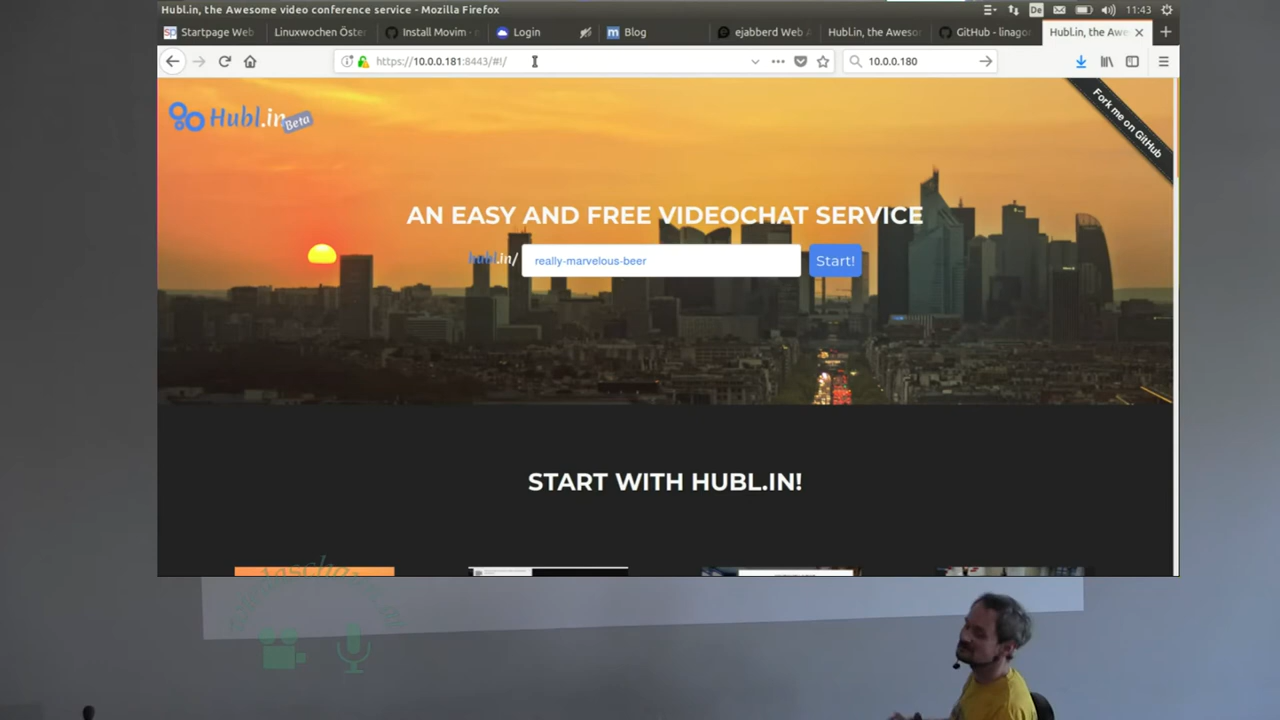 Hubl.in, the Awesome video conference service - Mozilla Firefox
De
11:43
sp Startpage Web
Linuxwochen Öster
Install Movim -
Login
m Blog
ejabberd Web A
Hubl.in, the Aweso
GitHub - linagor
Hubl.in, the Awe
https://10.0.0.181:8443/#!/
10.0.0.180
Hubl.in Beta
Fork me on GitHub
AN EASY AND FREE VIDEOCHAT SERVICE
hubl.in/
really-marvelous-beer
Start!
START WITH HUBL.IN!